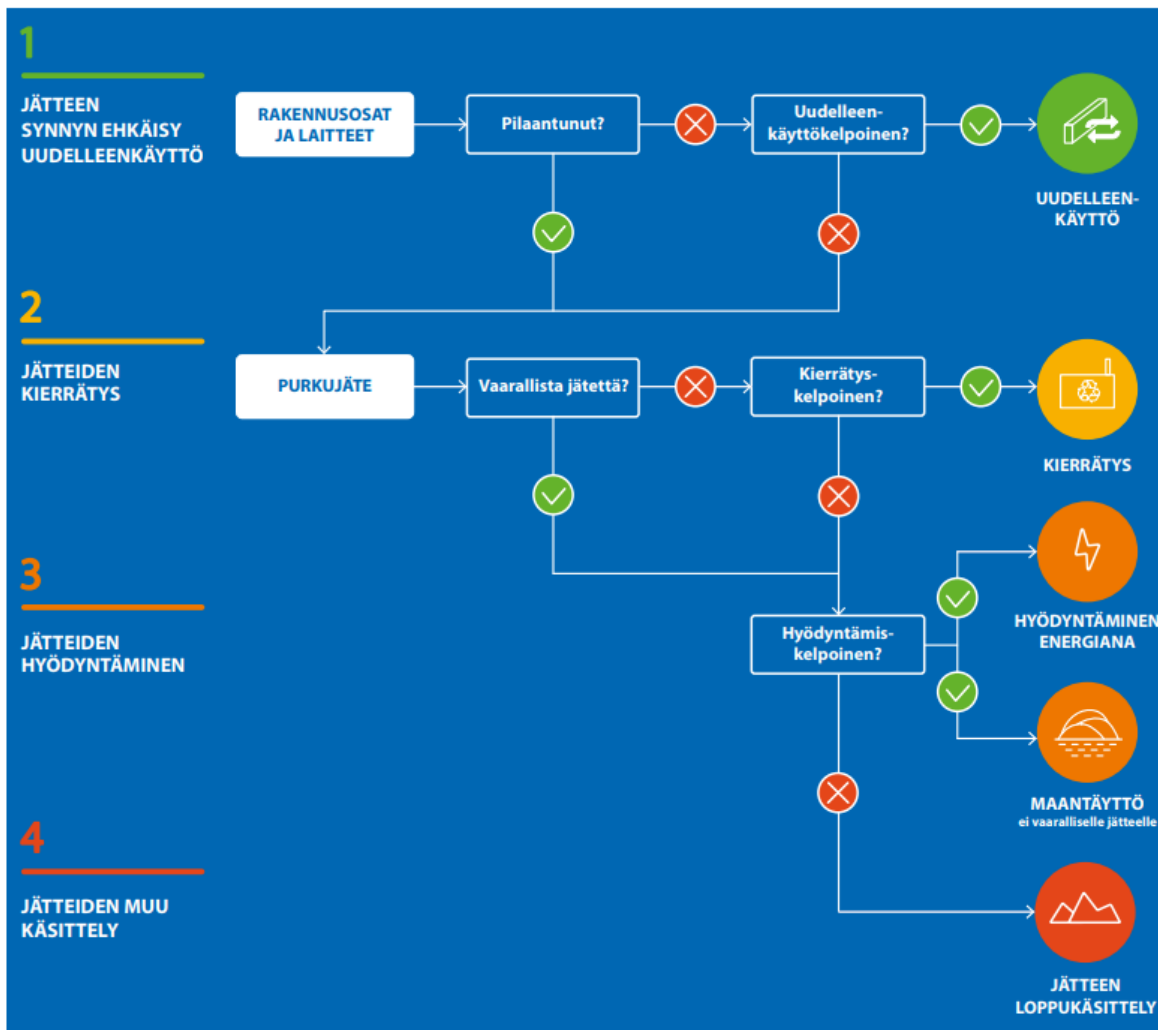 1
JÄTTEEN
SYNNYN EHKÄISY
UUDELLEENKÄYTTÖ
RAKENNUSOSAT
JA LAITTEET
Pilaantunut?
Uudelleen-
käyttökelpoinen?
UUDELLEEN-
KÄYTTÖ
2
JÄTTEIDEN
KIERRÄTYS
PURKUJÄTE
Vaarallista jätettä?
Kierrätys-
kelpoinen?
KIERRÄTYS
3
JÄTTEIDEN
HYÖDYNTÄMINEN
Hyödyntämis-
kelpoinen?
HYÖDYNTÄMINEN
ENERGIANA
MAANTÄYTTÖ
ei vaaralliselle jätteelle
4
JÄTTEIDEN MUU
KÄSITTELY
JÄTTEEN
LOPPUKÄSITTELY